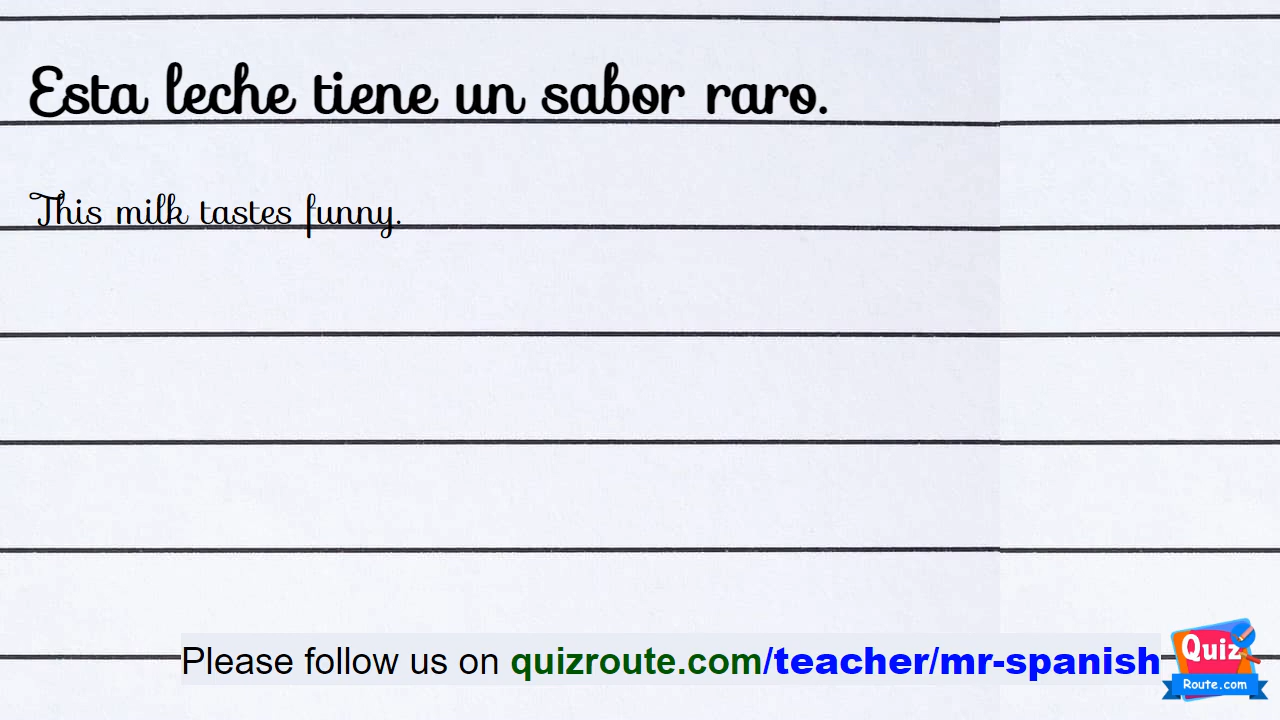 Esta leche tiene un sabor raro.
This milk tastes funny.
Please follow us on quizroute.com/teacher/mr-spanish
Quiz
Route.com